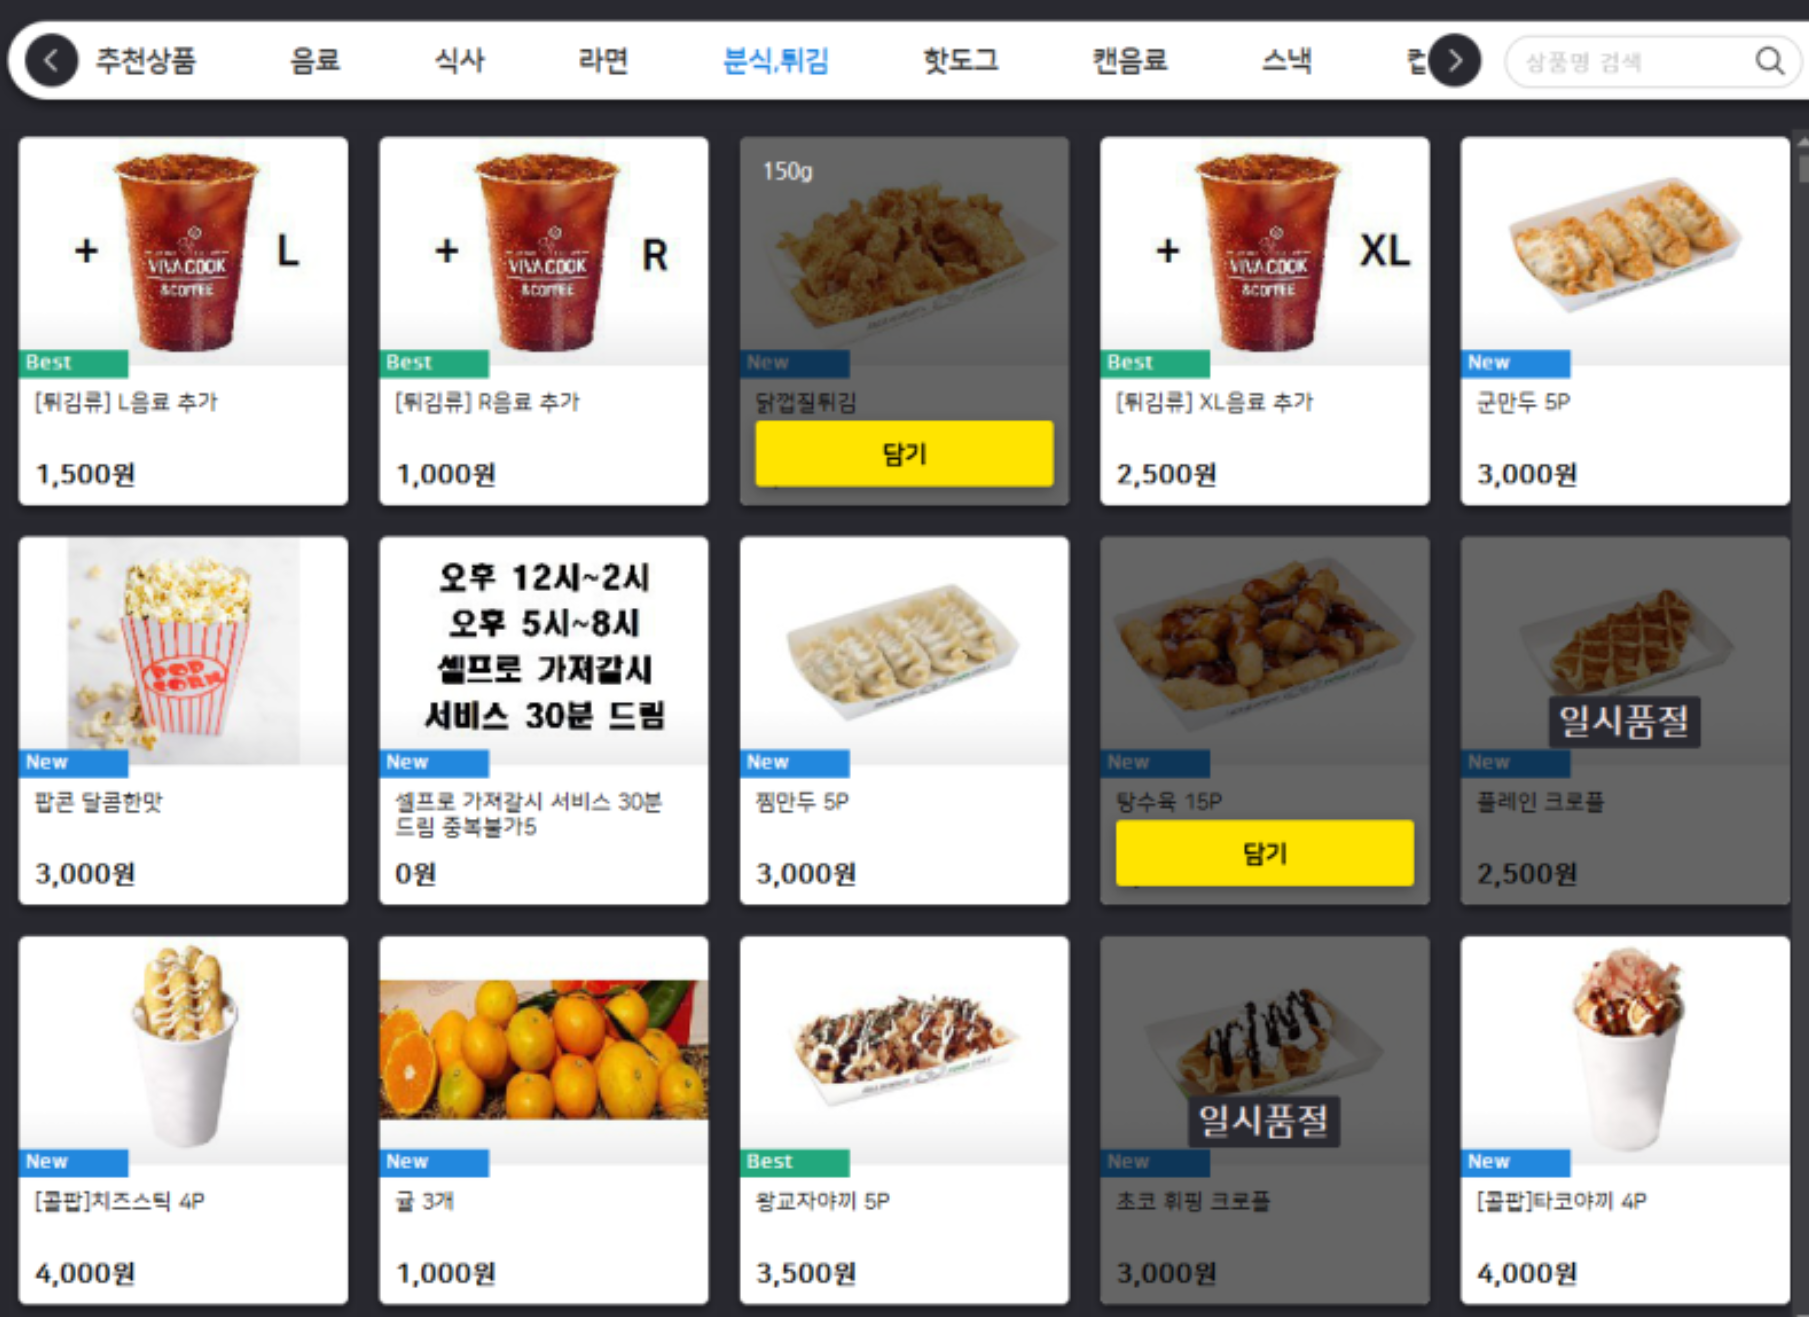 추천상품 음료 식사 라면 분식,튀김 핫도그 캔음료 스낵 상품명 검색
+ VIVA COOK &COFFEE L
Best
[튀김류] L음료 추가
1,500원
+ VIVA COOK &COFFEE R
Best
[튀김류] R음료 추가
1,000원
150g
New
닭껍질튀김
담기
+ VIVA COOK &COFFEE XL
Best
[튀김류] XL음료 추가
2,500원
New
군만두 5P
3,000원
POP CORN
New
팝콘 달콤한맛
3,000원
오후 12시~2시
오후 5시~8시
셀프로 가져갈시
서비스 30분 드림
New
셀프로 가져갈시 서비스 30분
드림 중복불가5
0원
New
찜만두 5P
3,000원
New
탕수육 15P
담기
일시품절
New
플레인 크로플
2,500원
New
[콜팝]치즈스틱 4P
4,000원
New
귤 3개
1,000원
Best
왕교자야끼 5P
3,500원
일시품절
New
초코 휘핑 크로플
3,000원
New
[콜팝]타코야끼 4P
4,000원